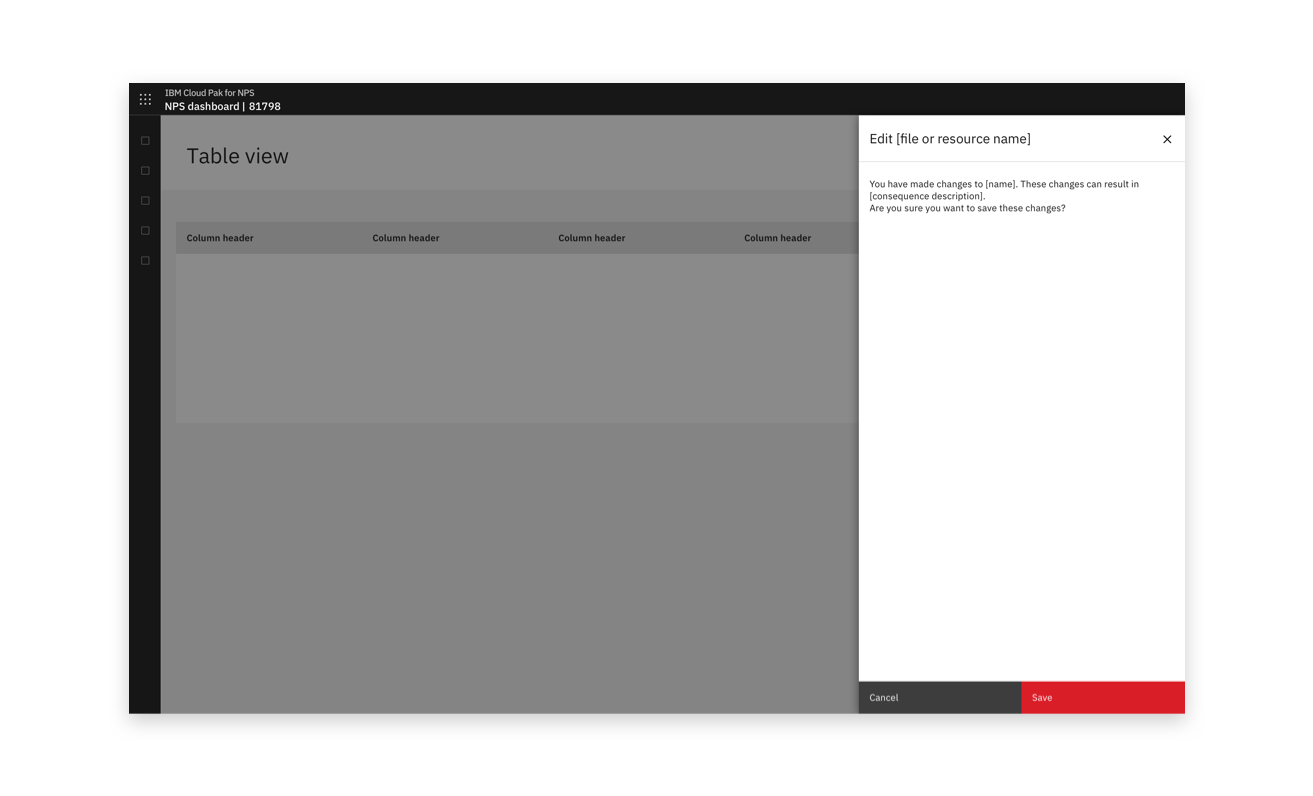 IBM Cloud Pak for NPS
NPS dashboard | 81798
Table view
Column header Column header Column header Column header
Edit [file or resource name]
You have made changes to [name]. These changes can result in
[consequence description].
Are you sure you want to save these changes?
Cancel
Save